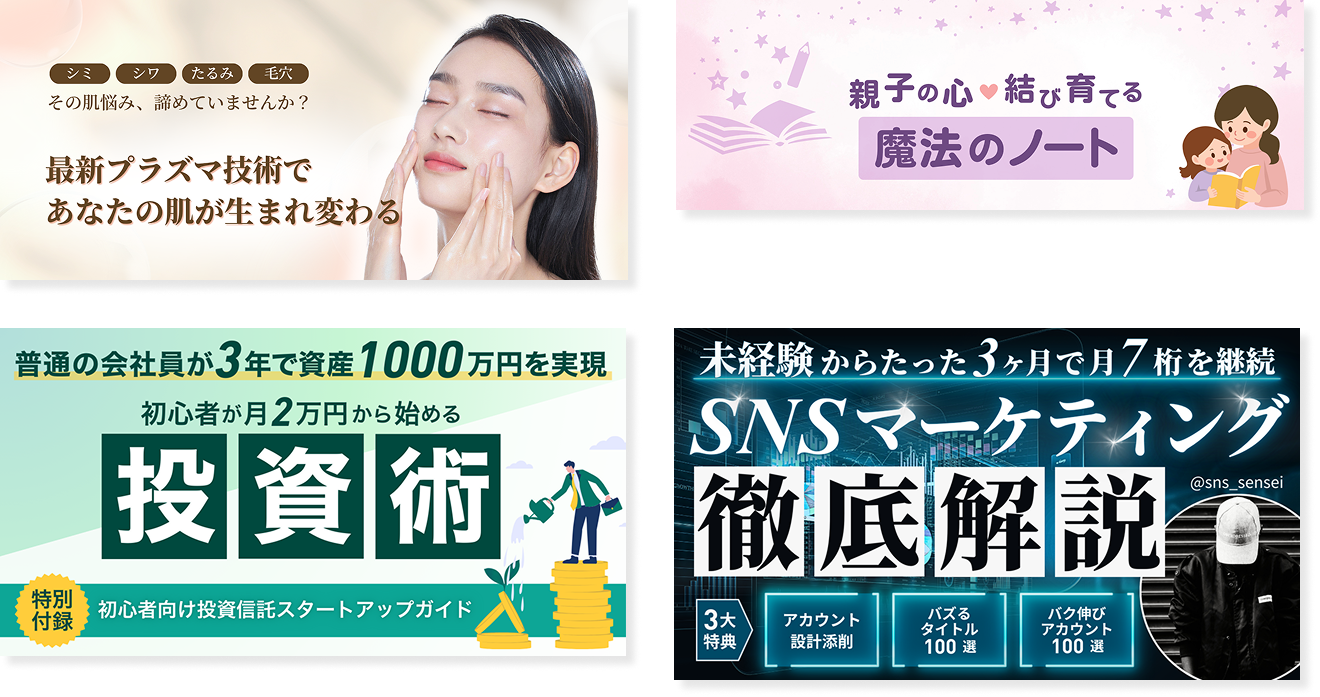 シミ シワ たるみ 毛穴
その肌悩み、諦めていませんか？
最新プラズマ技術で
あなたの肌が生まれ変わる
親子の心 結び育てる
魔法のノート
普通の会社員が3年で資産1000万円を実現
初心者が月2万円から始める
投資術
特別
付録
初心者向け投資信託スタートアップガイド
未経験からたった3ヶ月で月7桁を継続
SNSマーケティング
徹底解説
@sns_sensei
3大
特典
アカウント
設計添削
バズる
タイトル
100 選
バク伸び
アカウント
100 選